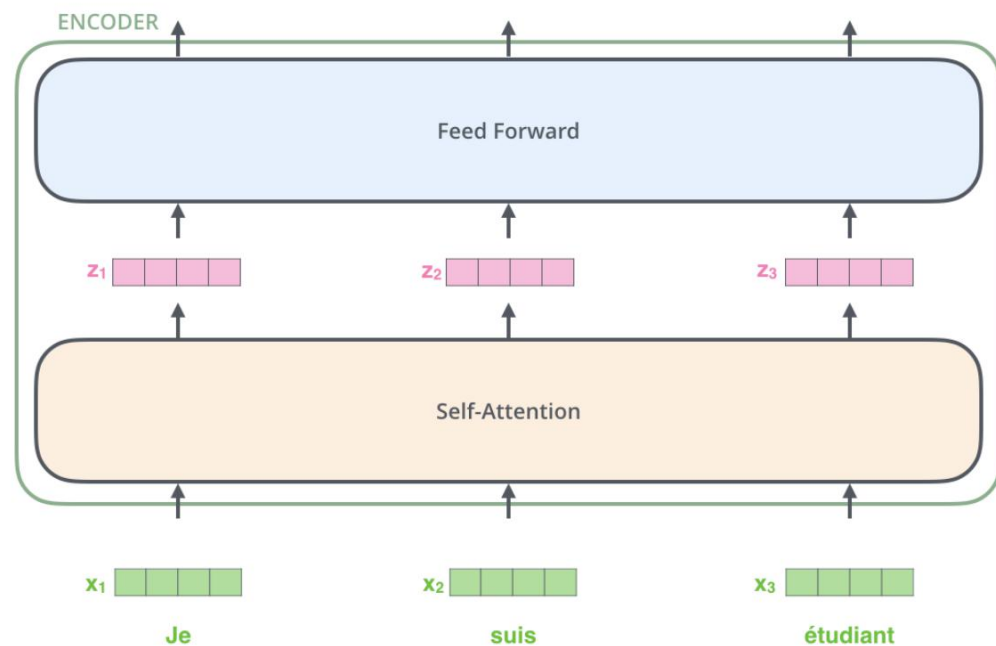 ENCODER
Feed Forward
z₁ z₂ z₃
Self-Attention
x₁ x₂ x₃
Je suis étudiant